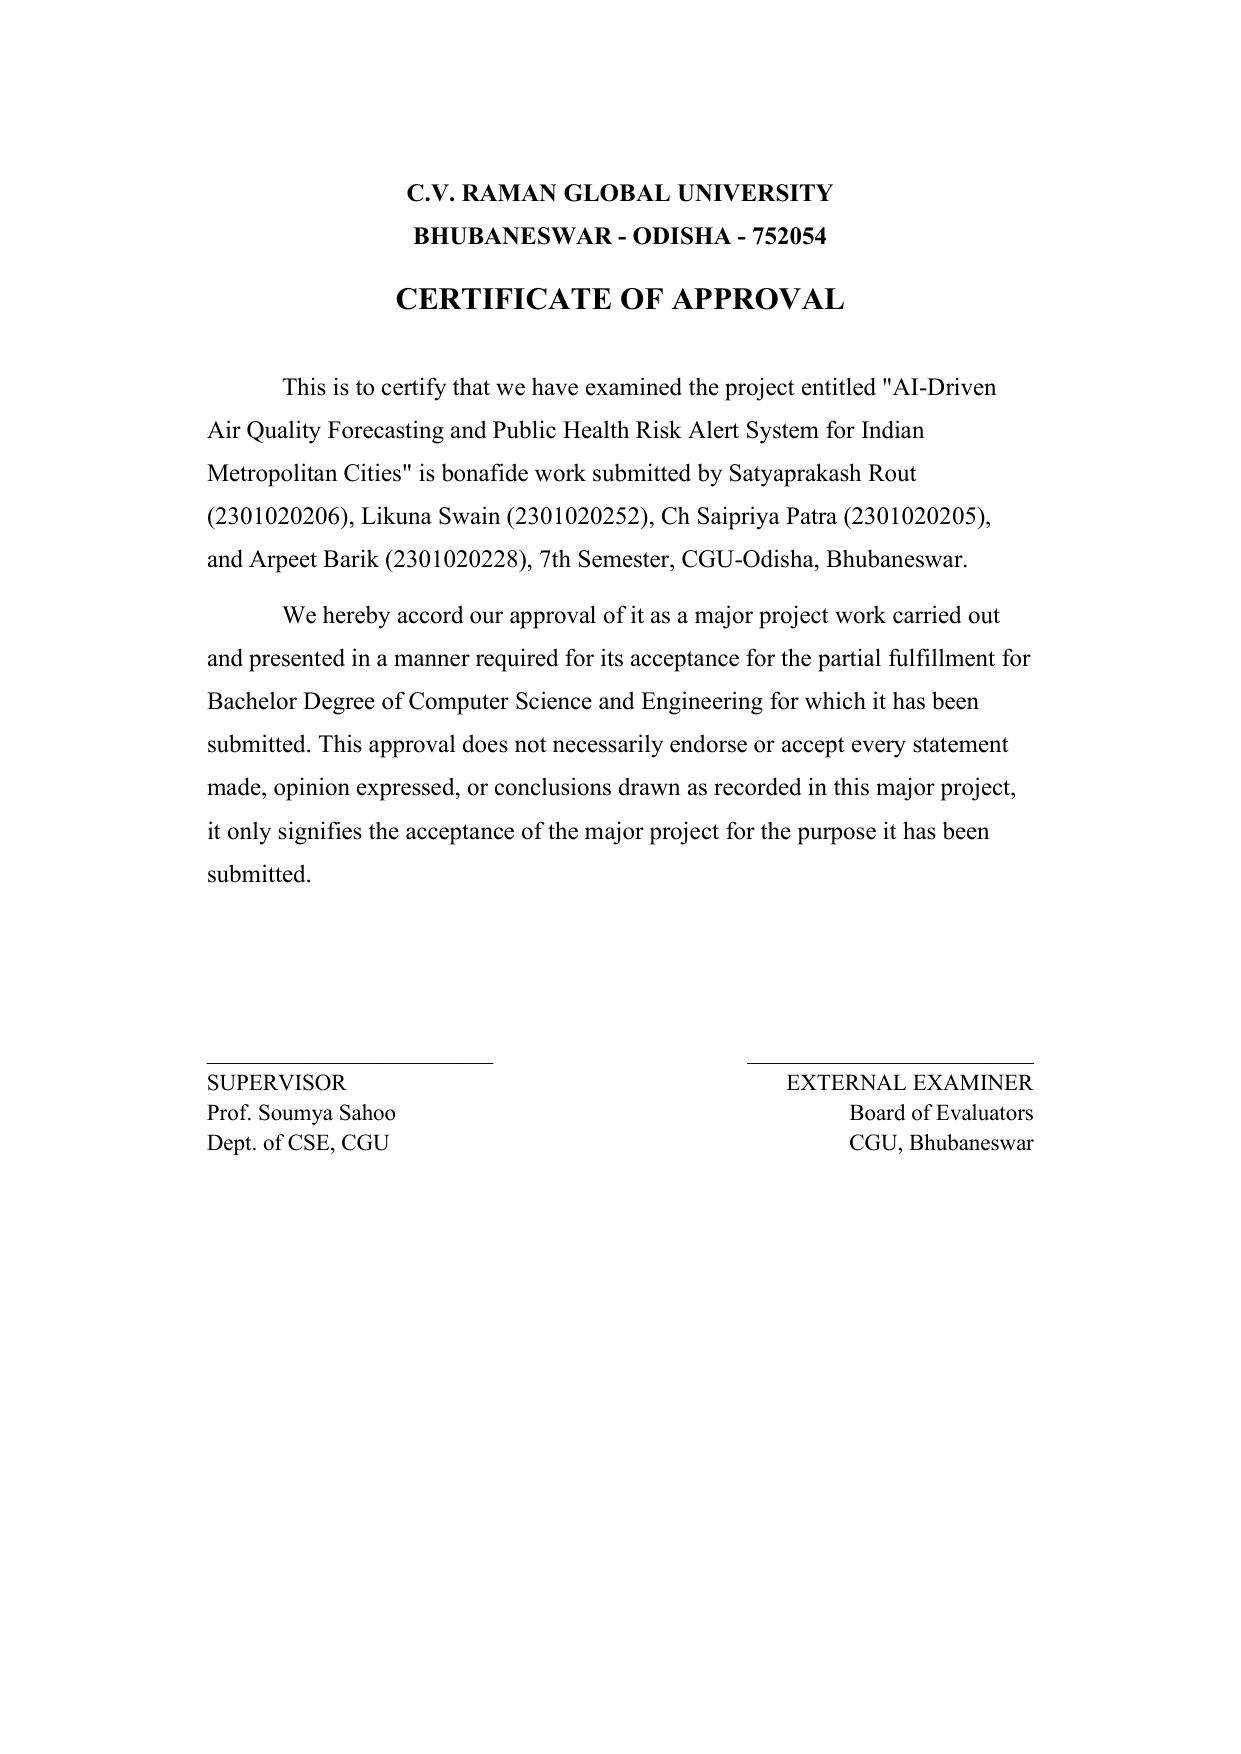 C.V. RAMAN GLOBAL UNIVERSITY
BHUBANESWAR - ODISHA - 752054
CERTIFICATE OF APPROVAL
This is to certify that we have examined the project entitled "AI-Driven
Air Quality Forecasting and Public Health Risk Alert System for Indian
Metropolitan Cities" is bonafide work submitted by Satyaprakash Rout
(2301020206), Likuna Swain (2301020252), Ch Saipriya Patra (2301020205),
and Arpeet Barik (2301020228), 7th Semester, CGU-Odisha, Bhubaneswar.
We hereby accord our approval of it as a major project work carried out
and presented in a manner required for its acceptance for the partial fulfillment for
Bachelor Degree of Computer Science and Engineering for which it has been
submitted. This approval does not necessarily endorse or accept every statement
made, opinion expressed, or conclusions drawn as recorded in this major project,
it only signifies the acceptance of the major project for the purpose it has been
submitted.
SUPERVISOR
Prof. Soumya Sahoo
Dept. of CSE, CGU
EXTERNAL EXAMINER
Board of Evaluators
CGU, Bhubaneswar